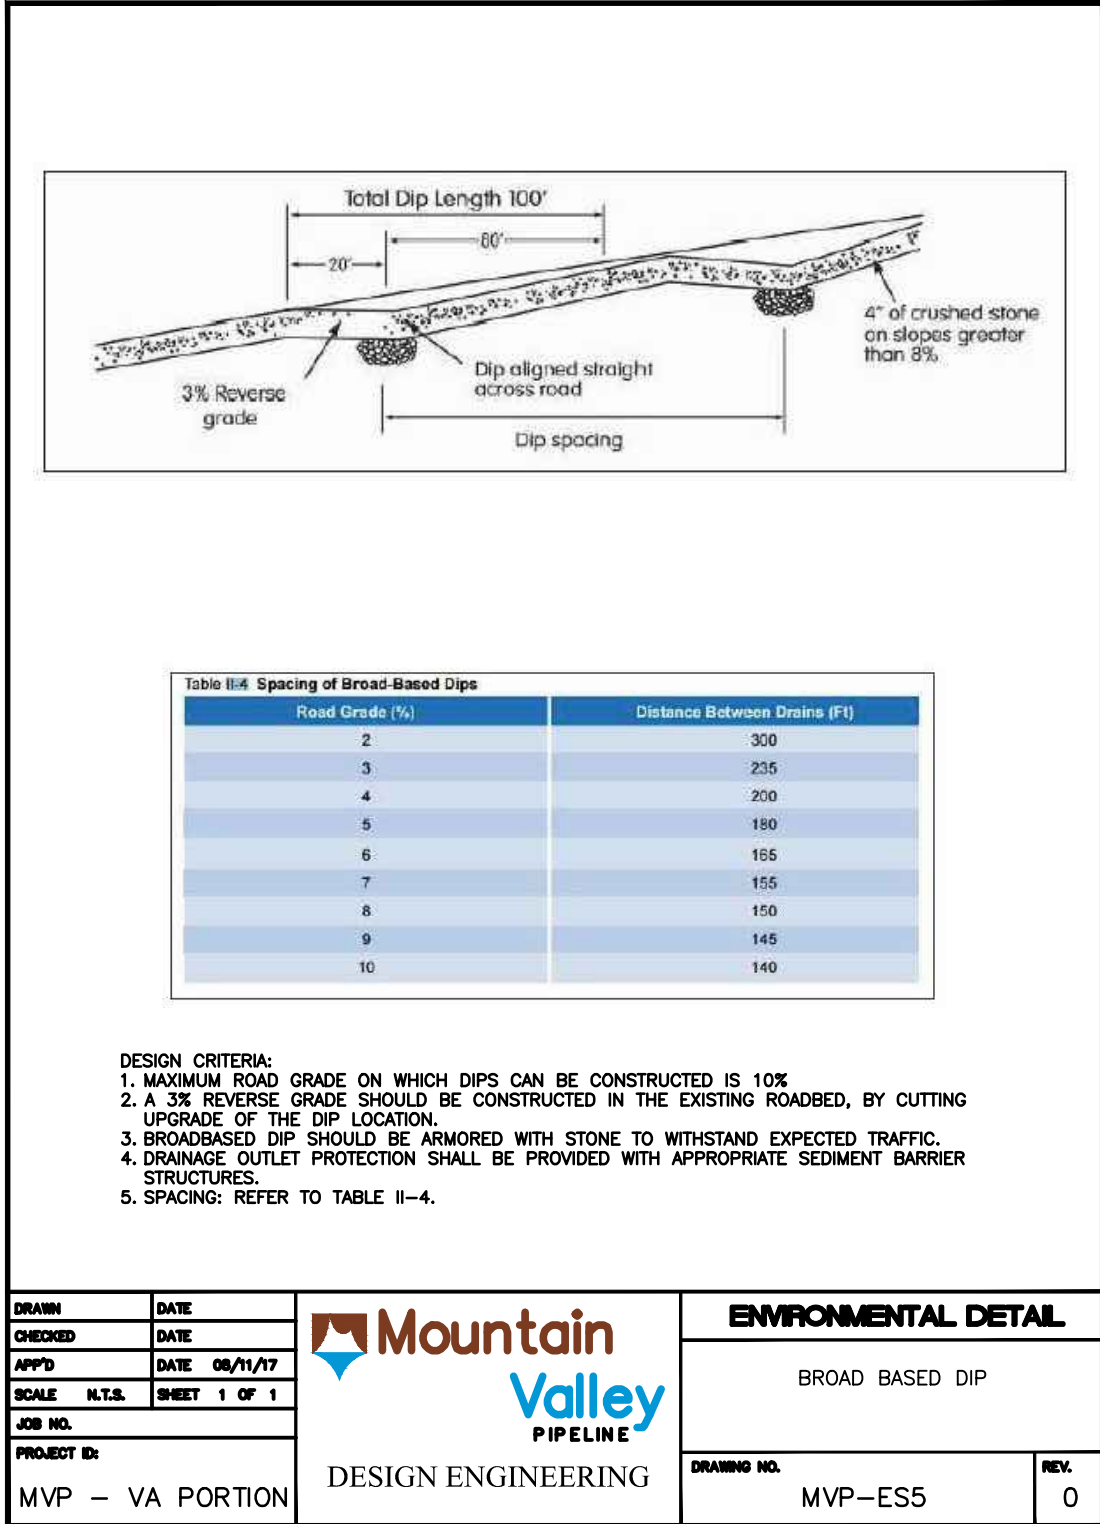 Total Dip Length 100'
80'
20'
4" of crushed stone
on slopes greater
than 8%
Dip aligned straight
across road
3% Reverse
grade
Dip spacing
Table II-4 Spacing of Broad-Based Dips
Road Grade (%) Distance Between Drains (Ft)
2 300
3 235
4 200
5 180
6 165
7 155
8 150
9 145
10 140
DESIGN CRITERIA:
1. MAXIMUM ROAD GRADE ON WHICH DIPS CAN BE CONSTRUCTED IS 10%
2. A 3% REVERSE GRADE SHOULD BE CONSTRUCTED IN THE EXISTING ROADBED, BY CUTTING
UPGRADE OF THE DIP LOCATION.
3. BROADBASED DIP SHOULD BE ARMORED WITH STONE TO WITHSTAND EXPECTED TRAFFIC.
4. DRAINAGE OUTLET PROTECTION SHALL BE PROVIDED WITH APPROPRIATE SEDIMENT BARRIER
STRUCTURES.
5. SPACING: REFER TO TABLE II-4.
DRAWN DATE
CHECKED DATE
APP'D DATE 08/11/17
SCALE N.T.S. SHEET 1 OF 1
JOB NO.
PROJECT ID:
MVP - VA PORTION
Mountain
Valley
PIPELINE
DESIGN ENGINEERING
ENVIRONMENTAL DETAIL
BROAD BASED DIP
DRAWING NO.
MVP-ES5
REV.
0